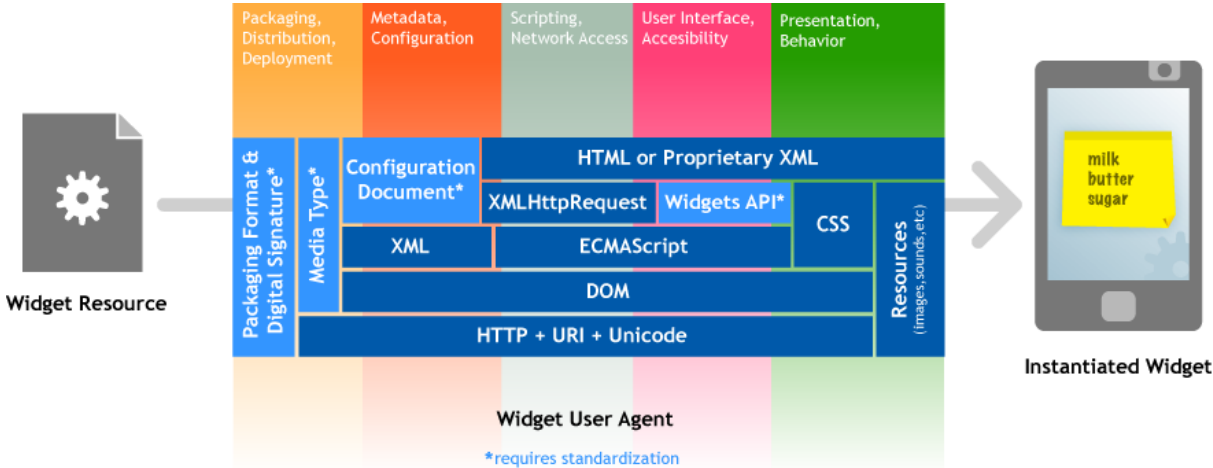 Packaging,
Distribution,
Deployment
Metadata,
Configuration
Scripting,
Network Access
User Interface,
Accesibility
Presentation,
Behavior
Widget Resource
Packaging Format &
Digital Signature*
Media Type*
Configuration
Document*
HTML or Proprietary XML
XMLHttpRequest
Widgets API*
CSS
Resources
(images,sounds,etc)
XML
ECMAScript
DOM
HTTP + URI + Unicode
milk
butter
sugar
Instantiated Widget
Widget User Agent
*requires standardization